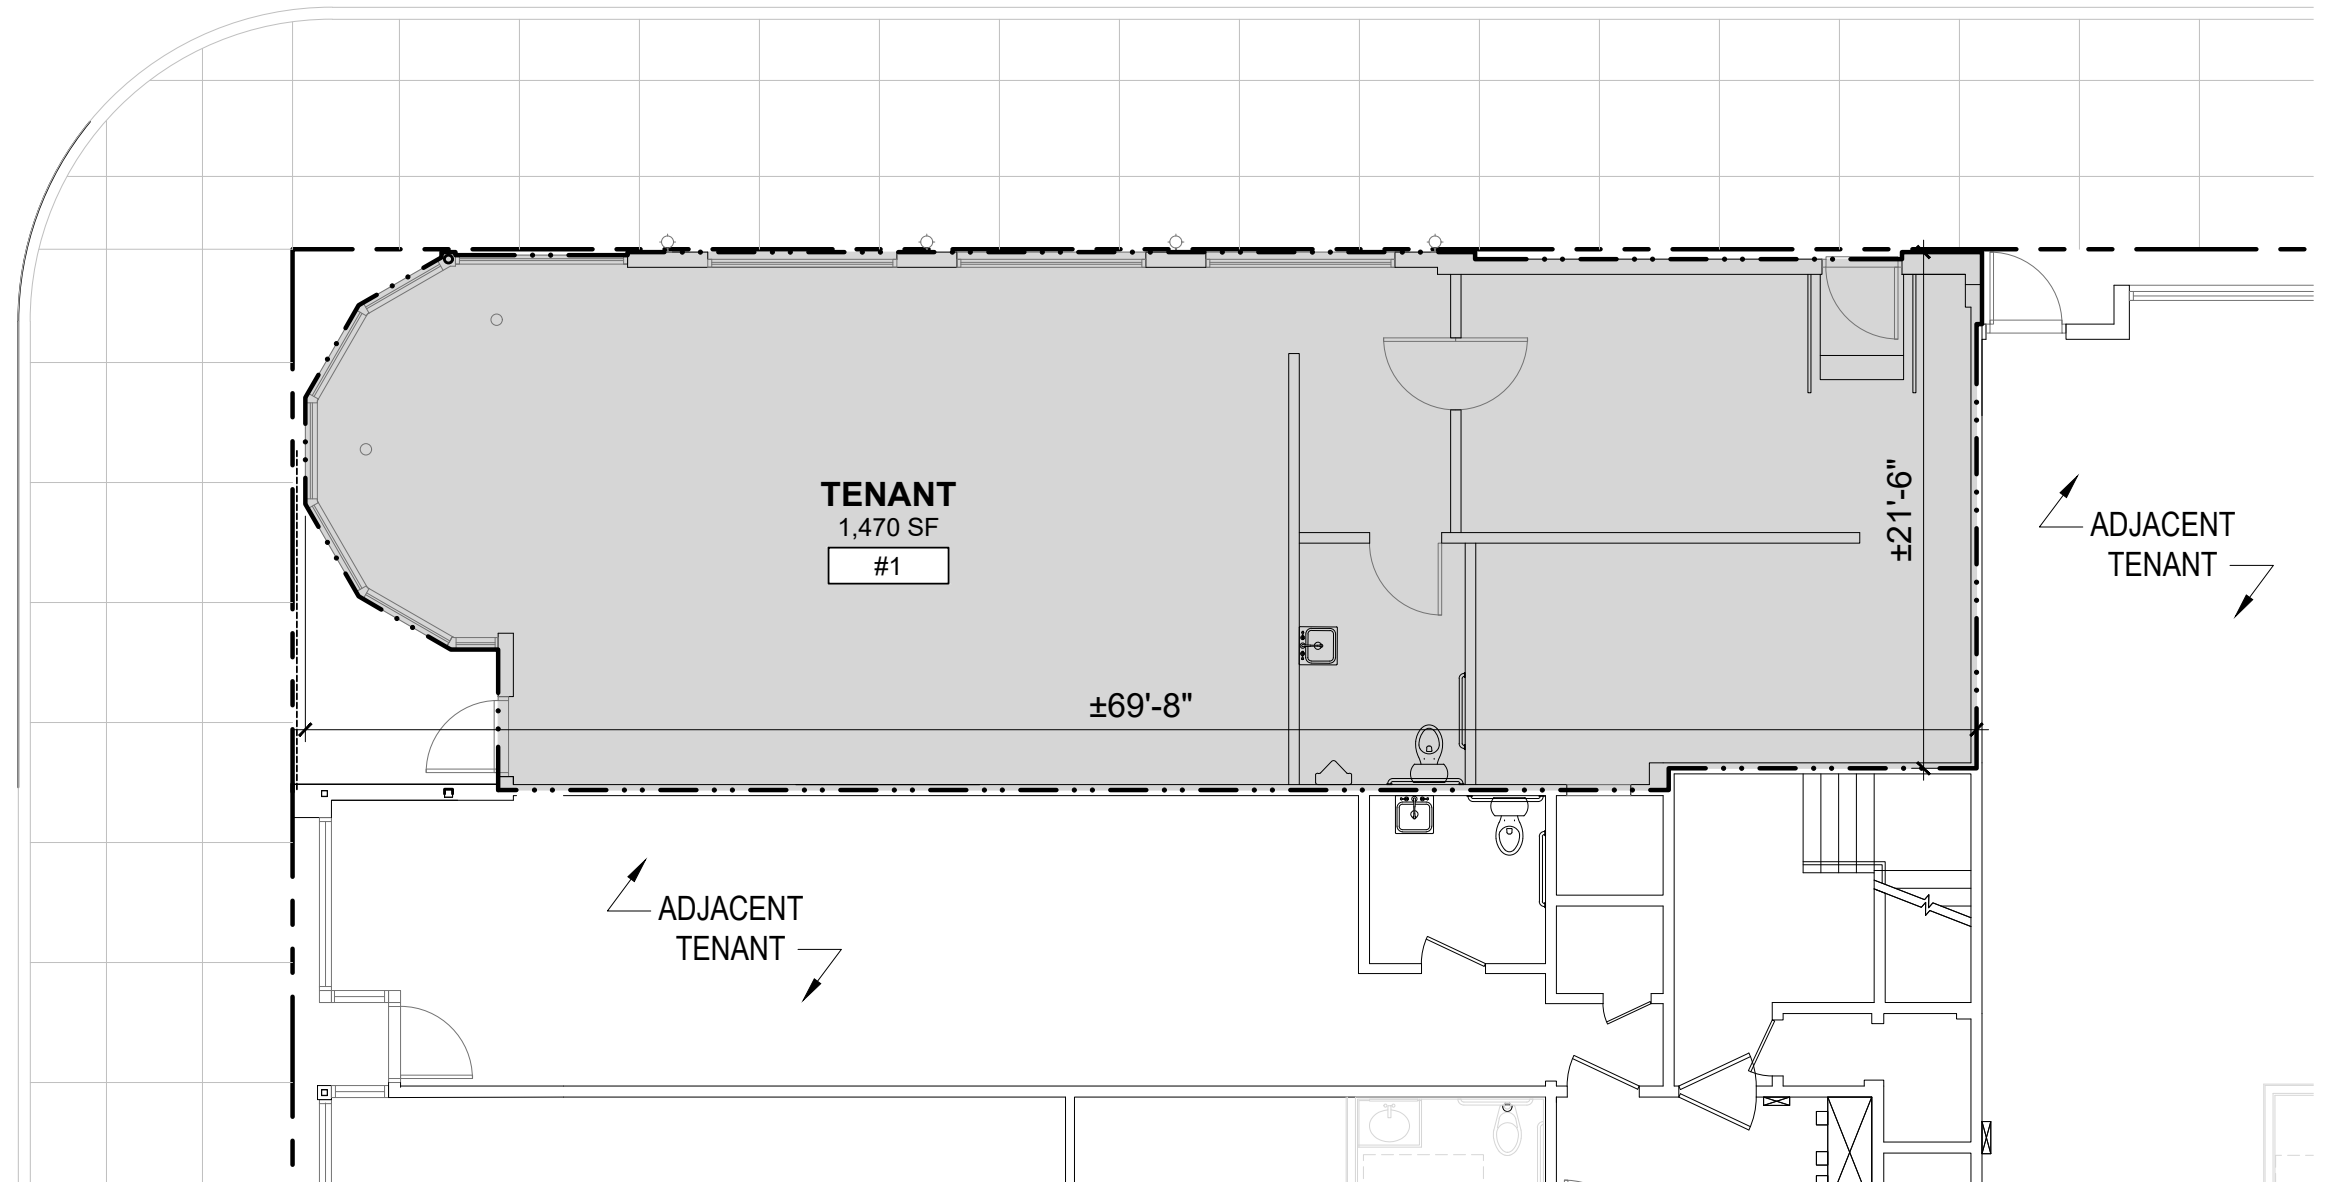 TENANT
1,470 SF
#1
±69'-8"
±21'-6"
ADJACENT
TENANT
ADJACENT
TENANT